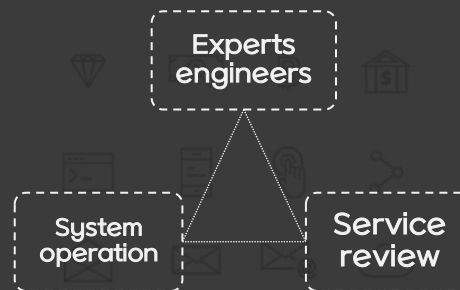 Experts
engineers
System
operation
Service
review